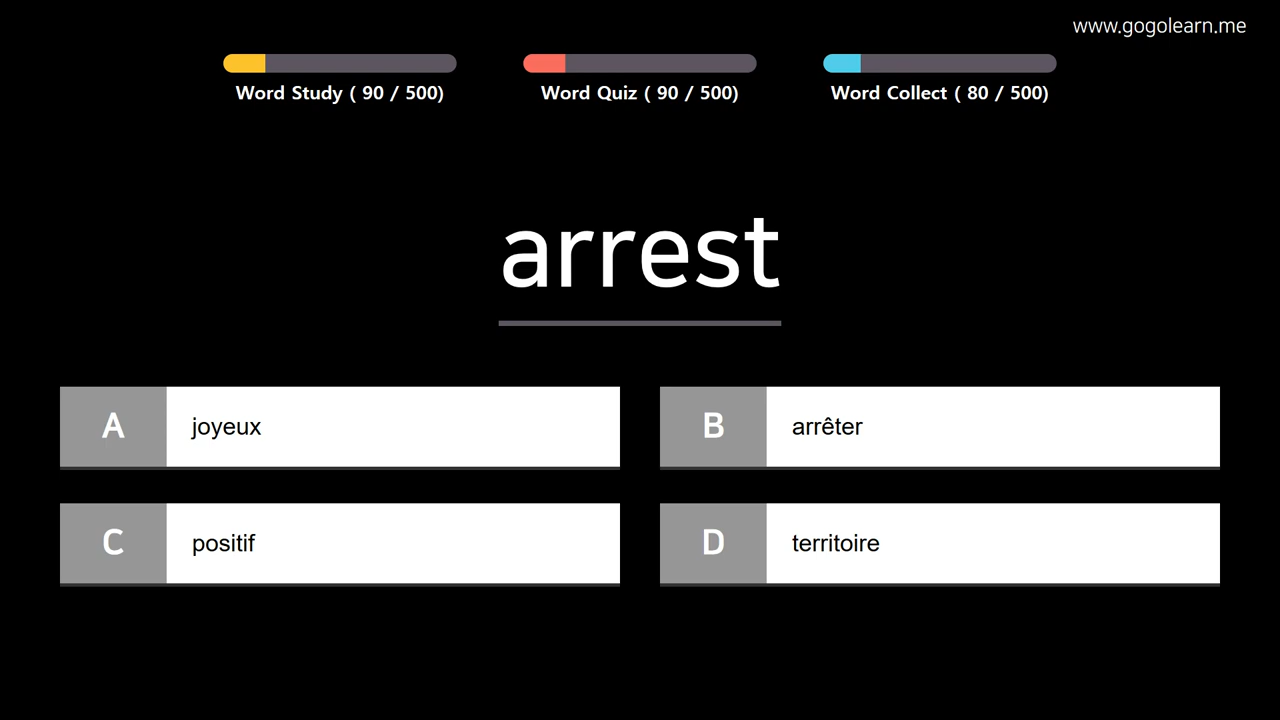 www.gogolearn.me
Word Study ( 90 / 500)
Word Quiz ( 90 / 500)
Word Collect ( 80 / 500)
arrest
A joyeux
B arrêter
C positif
D territoire